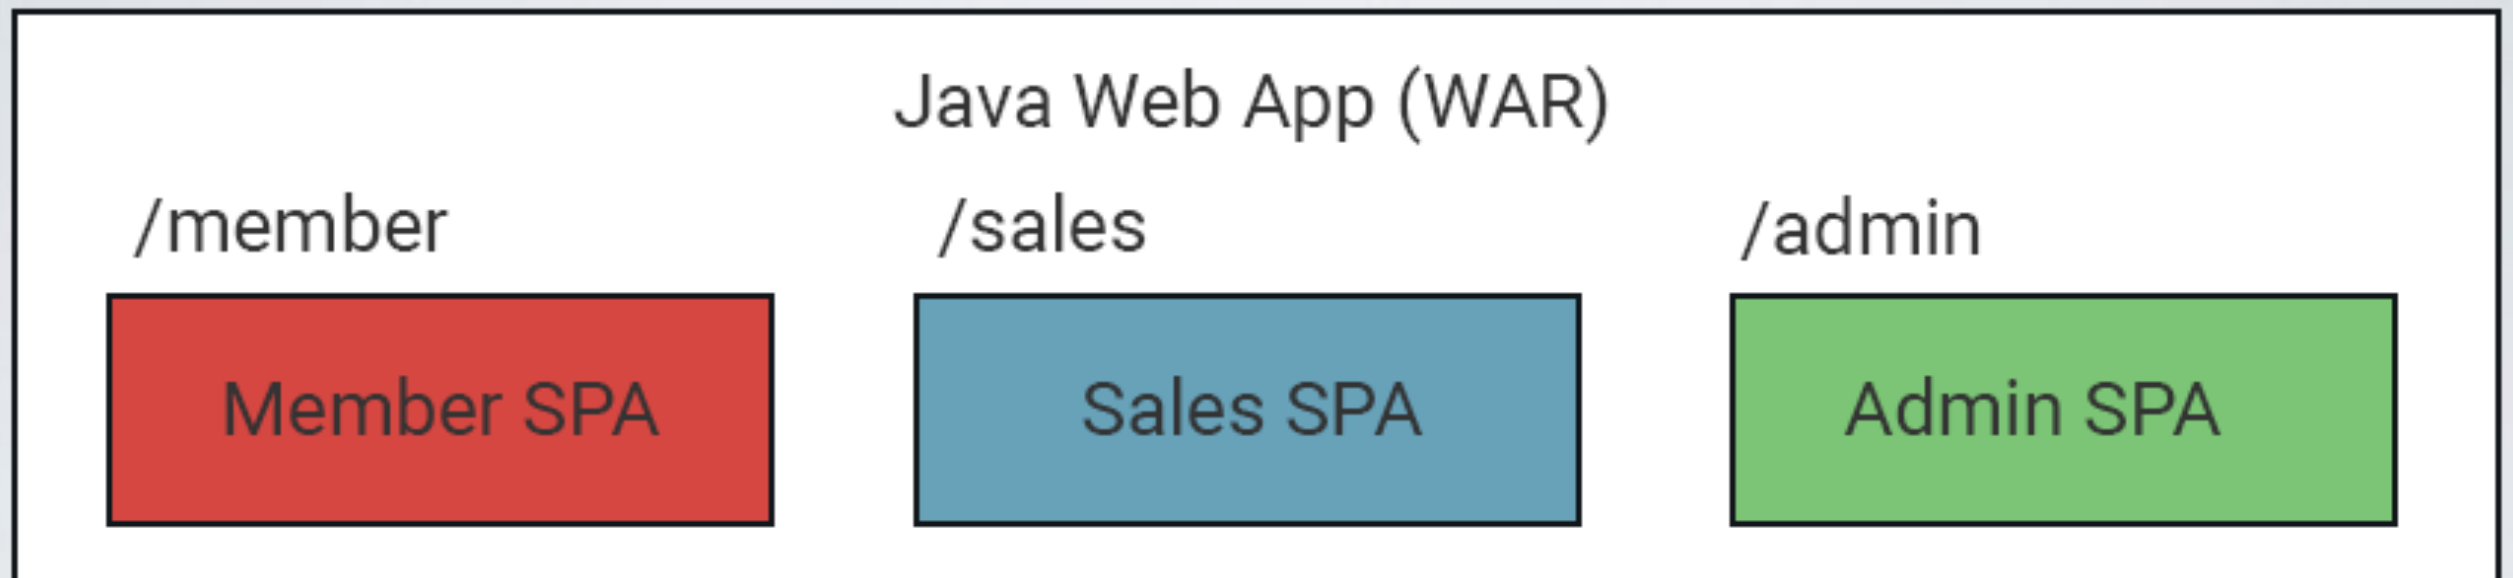 Java Web App (WAR)
/member
/sales
/admin
Member SPA
Sales SPA
Admin SPA